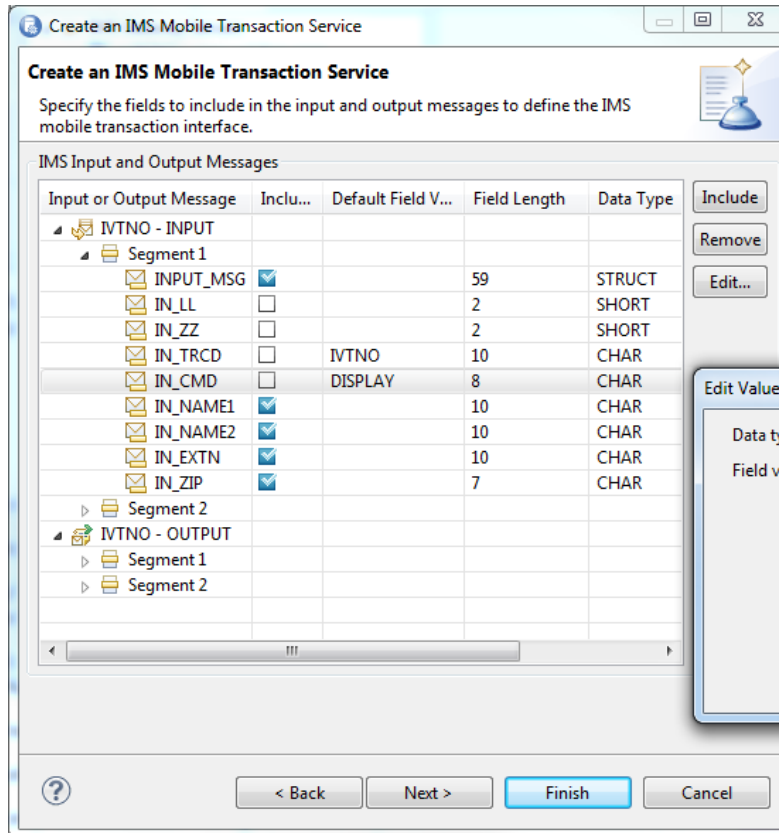 Create an IMS Mobile Transaction Service
Create an IMS Mobile Transaction Service
Specify the fields to include in the input and output messages to define the IMS
mobile transaction interface.
IMS Input and Output Messages
Input or Output Message Inclu... Default Field V... Field Length Data Type Include
IVTNO - INPUT
Remove
Segment 1
INPUT_MSG 59 STRUCT Edit...
IN_LL 2 SHORT
IN_ZZ 2 SHORT
IN_TRCD IVTNO 10 CHAR
IN_CMD DISPLAY 8 CHAR Edit Value
IN_NAME1 10 CHAR
IN_NAME2 10 CHAR Data ty
IN_EXTN 10 CHAR Field v
IN_ZIP 7 CHAR
Segment 2
IVTNO - OUTPUT
Segment 1
Segment 2
? < Back Next > Finish Cancel